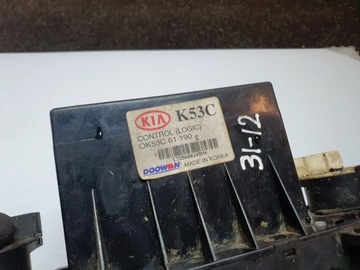 KIA K53C
CONTROL (LOGIC)
OK53C 61 190 C
DOOWON MADE IN KOREA
31-12